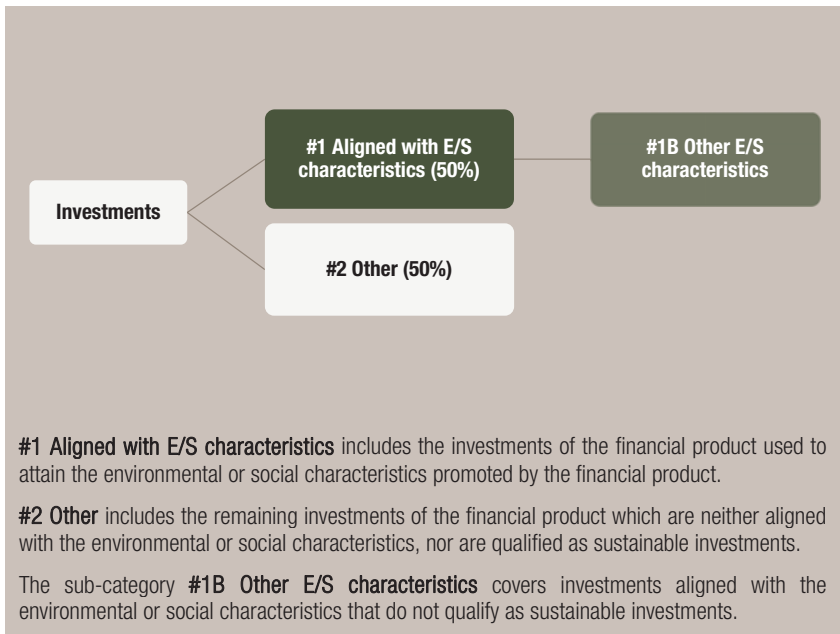 #1 Aligned with E/S
characteristics (50%)
#1B Other E/S
characteristics
Investments
#2 Other (50%)
#1 Aligned with E/S characteristics includes the investments of the financial product used to
attain the environmental or social characteristics promoted by the financial product.
#2 Other includes the remaining investments of the financial product which are neither aligned
with the environmental or social characteristics, nor are qualified as sustainable investments.
The sub-category #1B Other E/S characteristics covers investments aligned with the
environmental or social characteristics that do not qualify as sustainable investments.